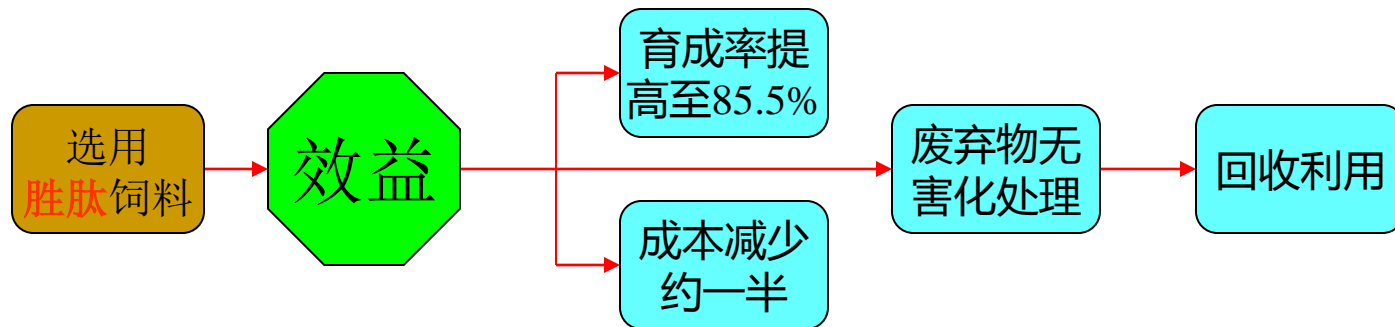 选用
胜肽饲料
效益
育成率提
高至85.5%
成本减少
约一半
废弃物无
害化处理
回收利用